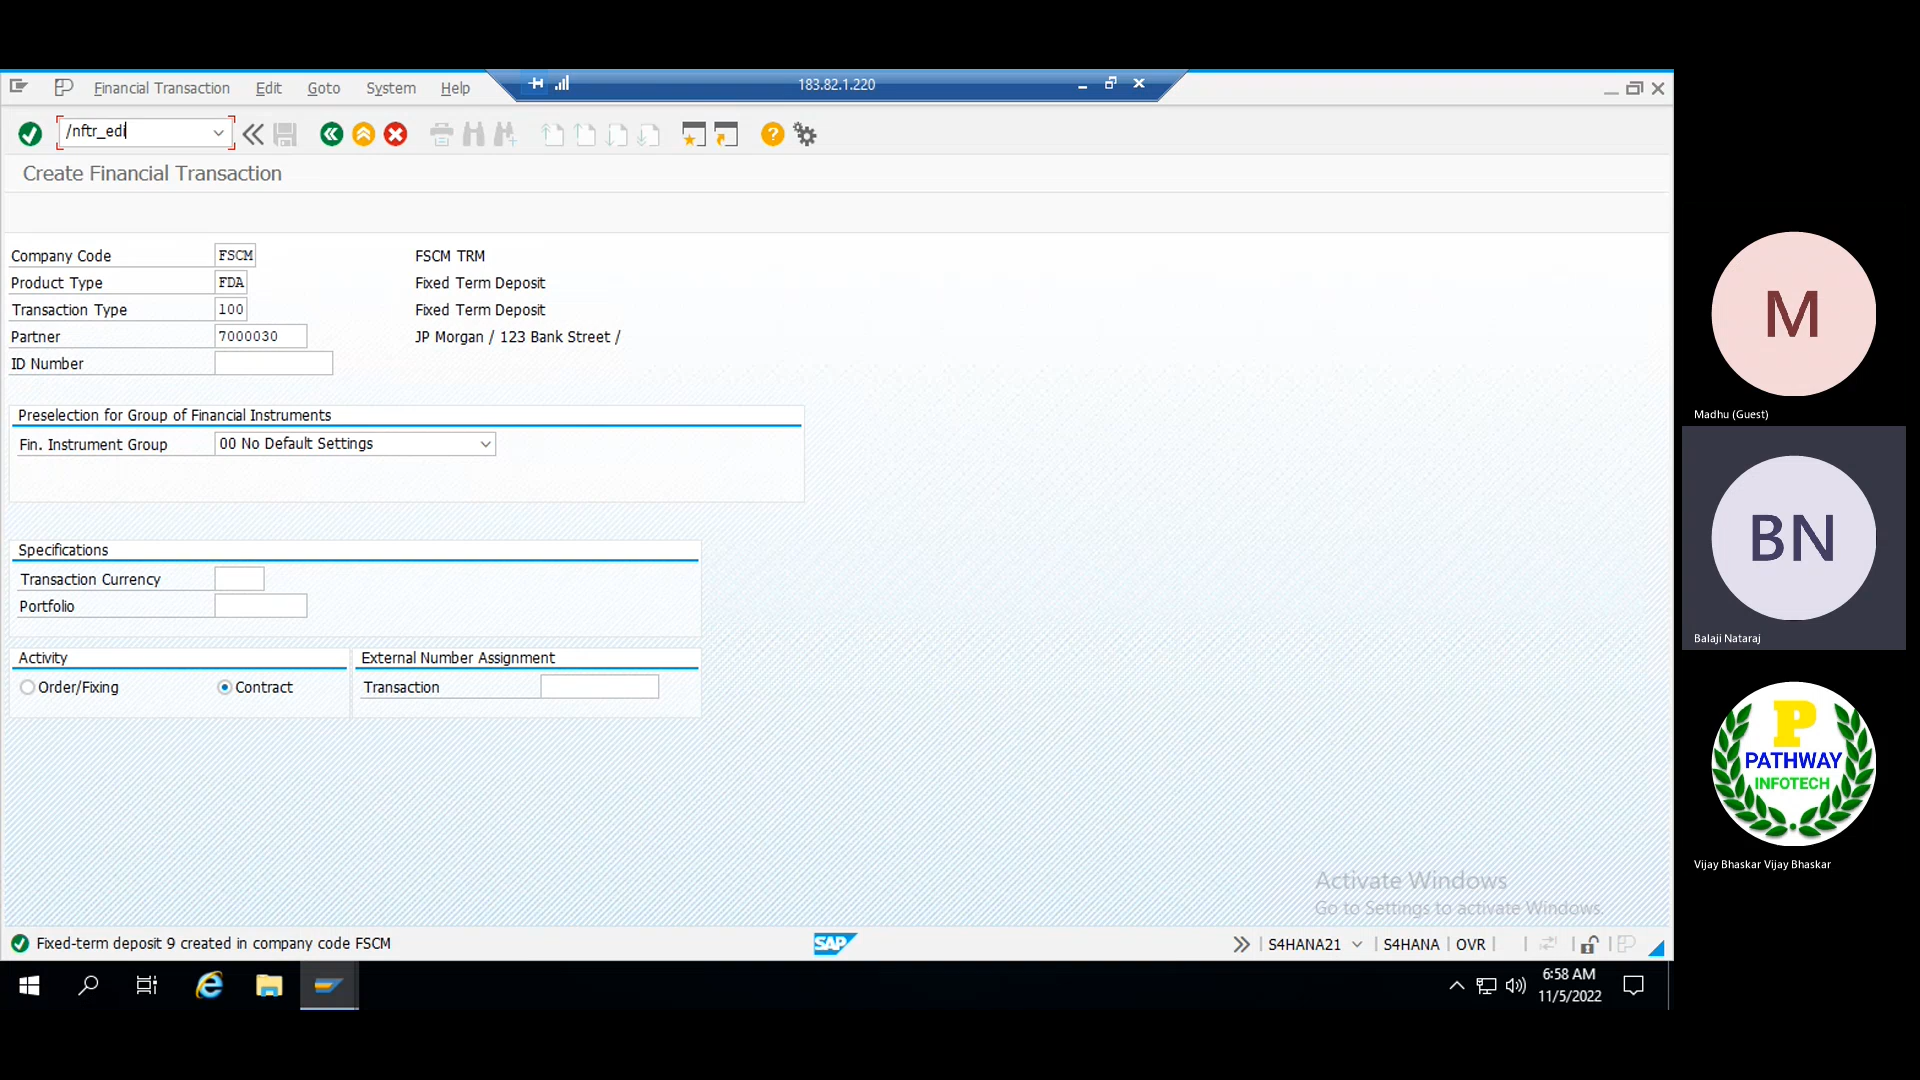 Financial Transaction Edit Goto System Help
183.82.1.220
/nftr_edi
Create Financial Transaction
Company Code FSCM FSCM TRM
Product Type FDA Fixed Term Deposit
Transaction Type 100 Fixed Term Deposit
Partner 7000030 JP Morgan / 123 Bank Street /
ID Number
Preselection for Group of Financial Instruments
Fin. Instrument Group 00 No Default Settings
Specifications
Transaction Currency
Portfolio
Activity External Number Assignment
Order/Fixing Contract Transaction
Activate Windows
Go to Settings to activate Windows.
Fixed-term deposit 9 created in company code FSCM SAP S4HANA21 S4HANA OVR
6:58 AM
11/5/2022
M
Madhu (Guest)
BN
Balaji Nataraj
P
PATHWAY
INFOTECH
Vijay Bhaskar Vijay Bhaskar